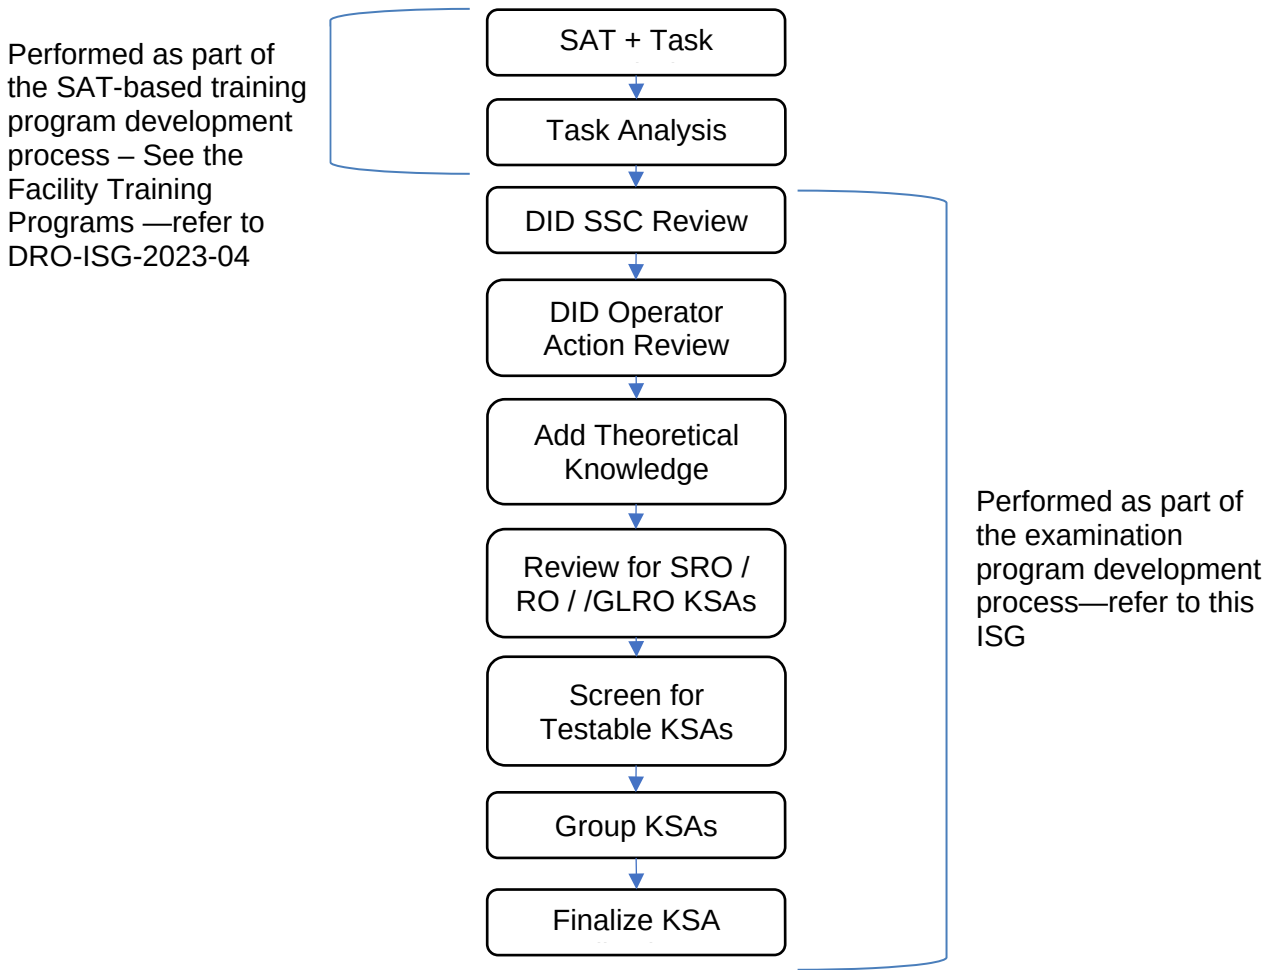 Performed as part of
the SAT-based training
program development
process – See the
Facility Training
Programs —refer to
DRO-ISG-2023-04
SAT + Task
Task Analysis
DID SSC Review
DID Operator
Action Review
Add Theoretical
Knowledge
Review for SRO /
RO / /GLRO KSAs
Screen for
Testable KSAs
Group KSAs
Finalize KSA
Performed as part of
the examination
program development
process—refer to this
ISG